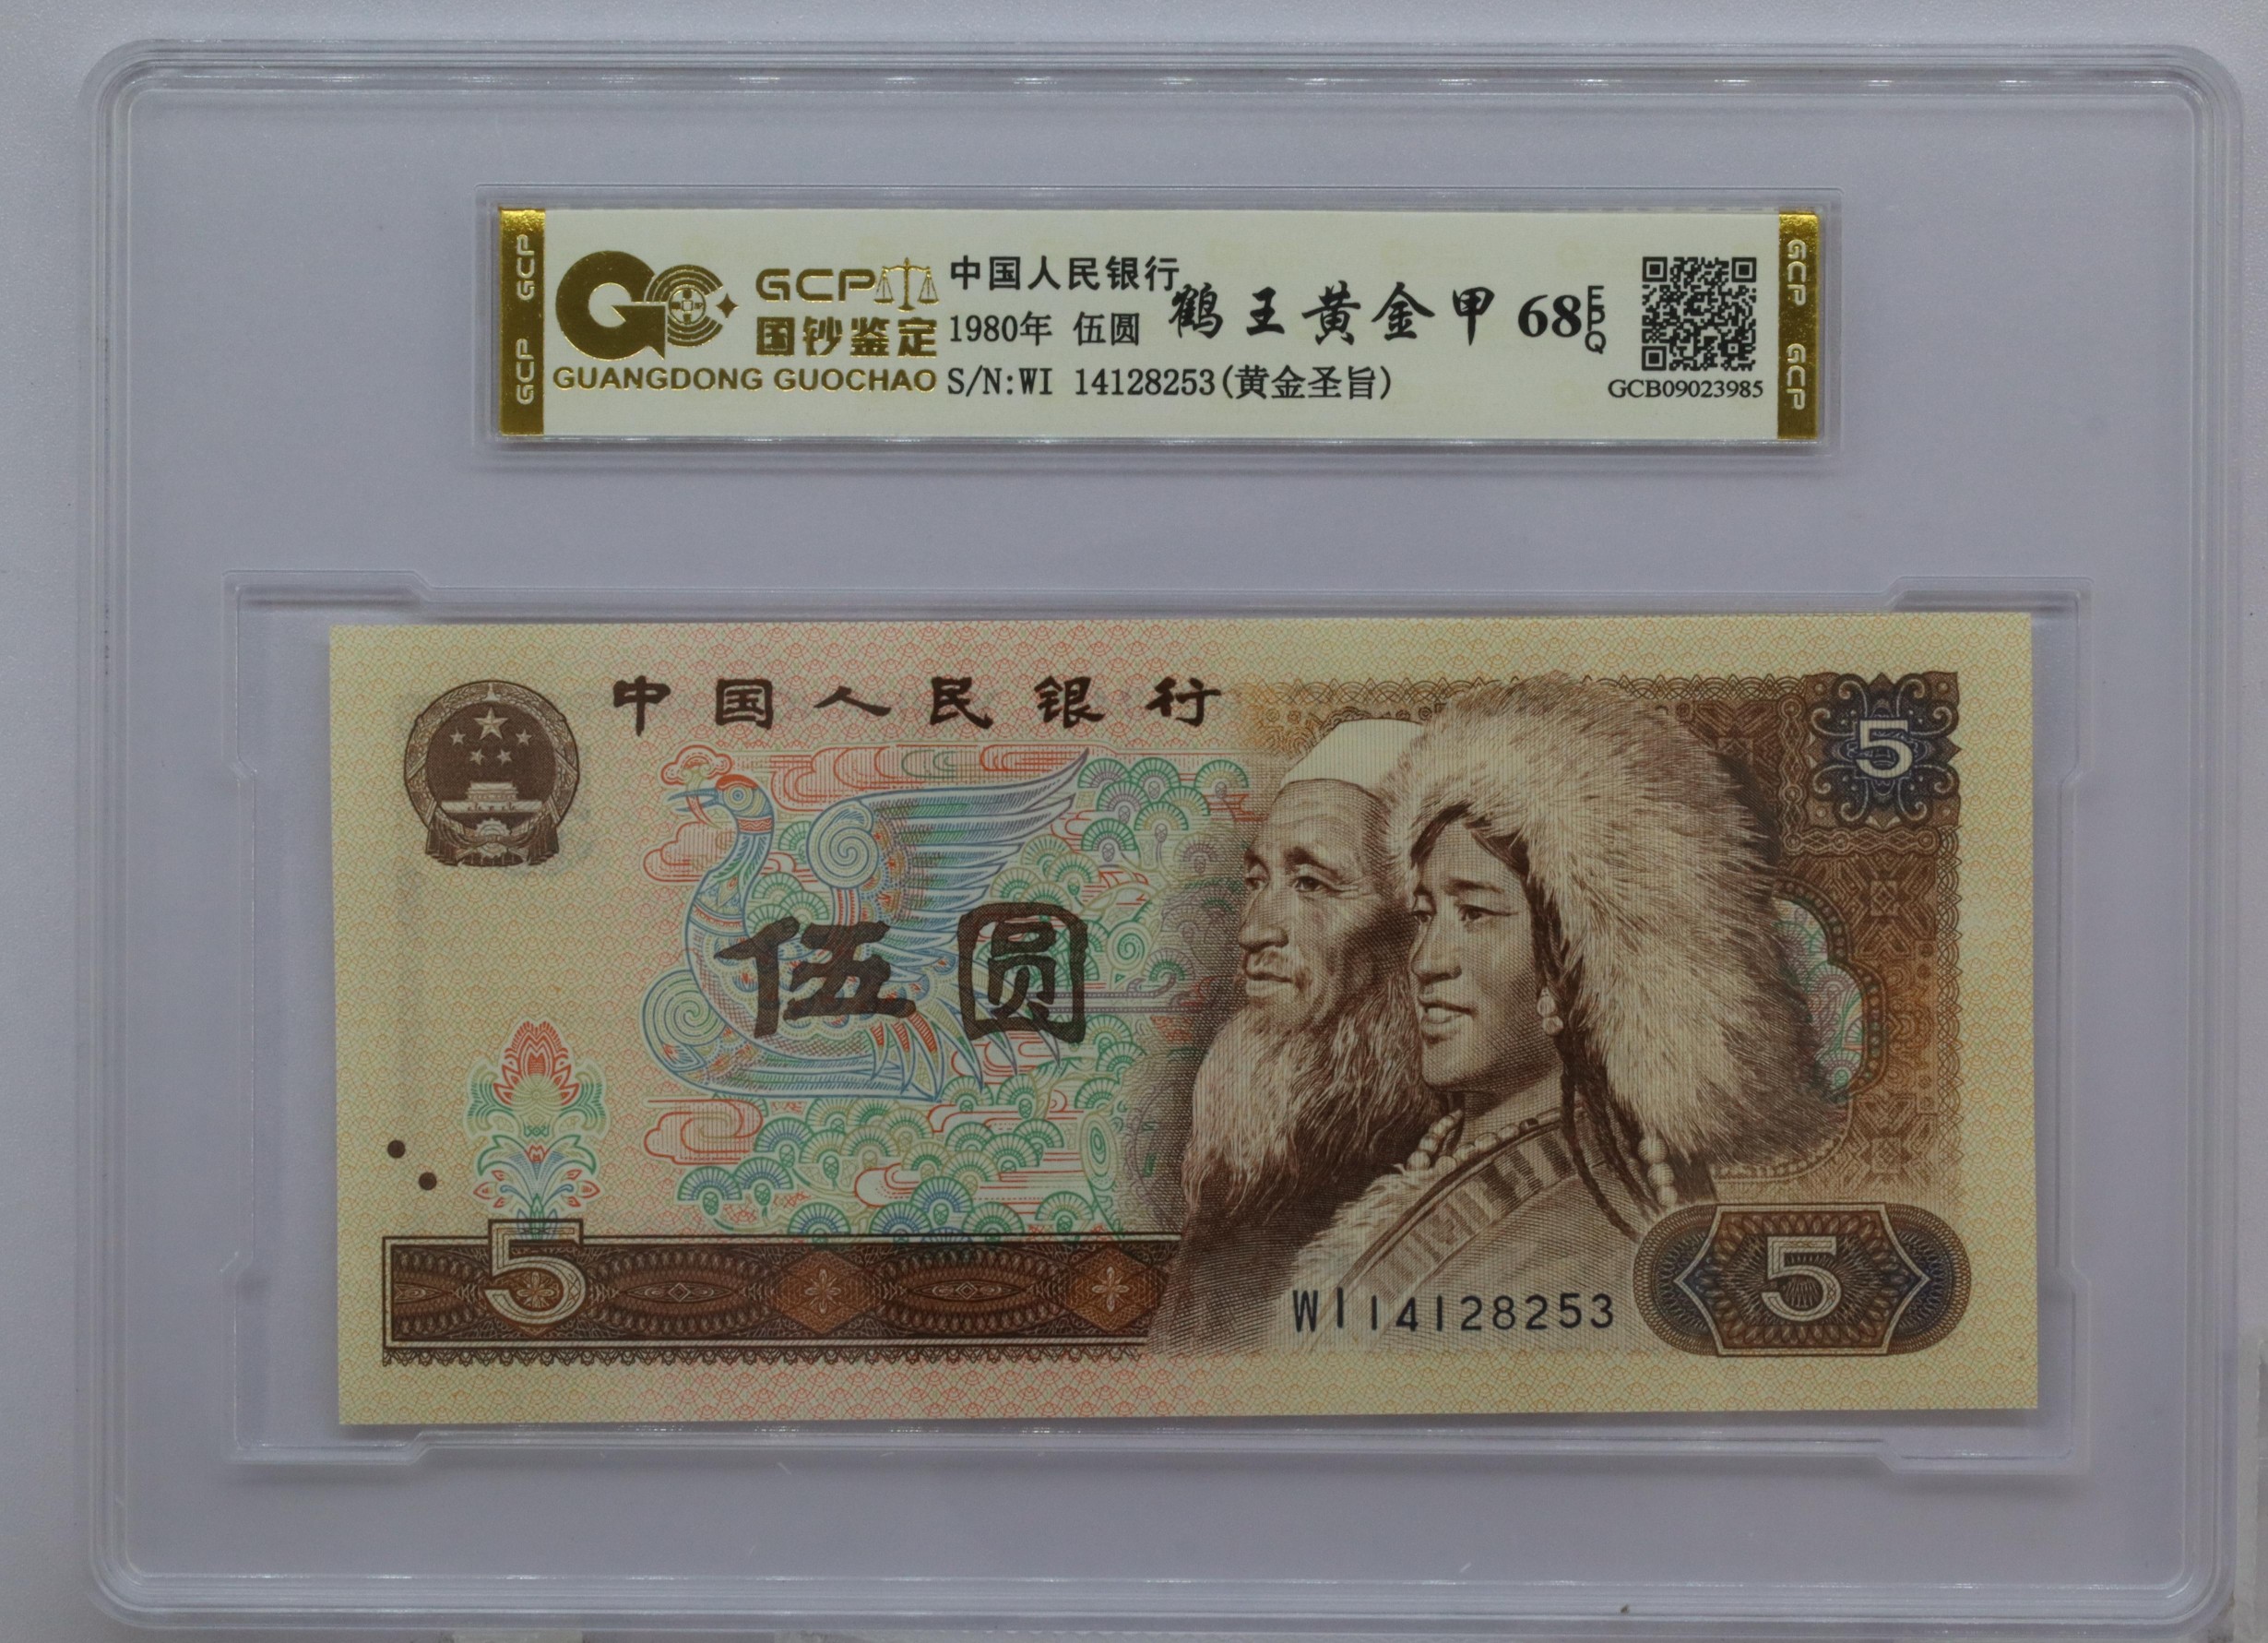 GCP GCP
GCP
国钞鉴定
GUANGDONG GUOCHAO
中国人民银行
1980年 伍圆
S/N:WI 14128253(黄金圣旨)
鹤王黄金甲 68 EPQ
GCB09023985
GCP GCP
中国人民银行
5
伍圆
5
WI14128253
5